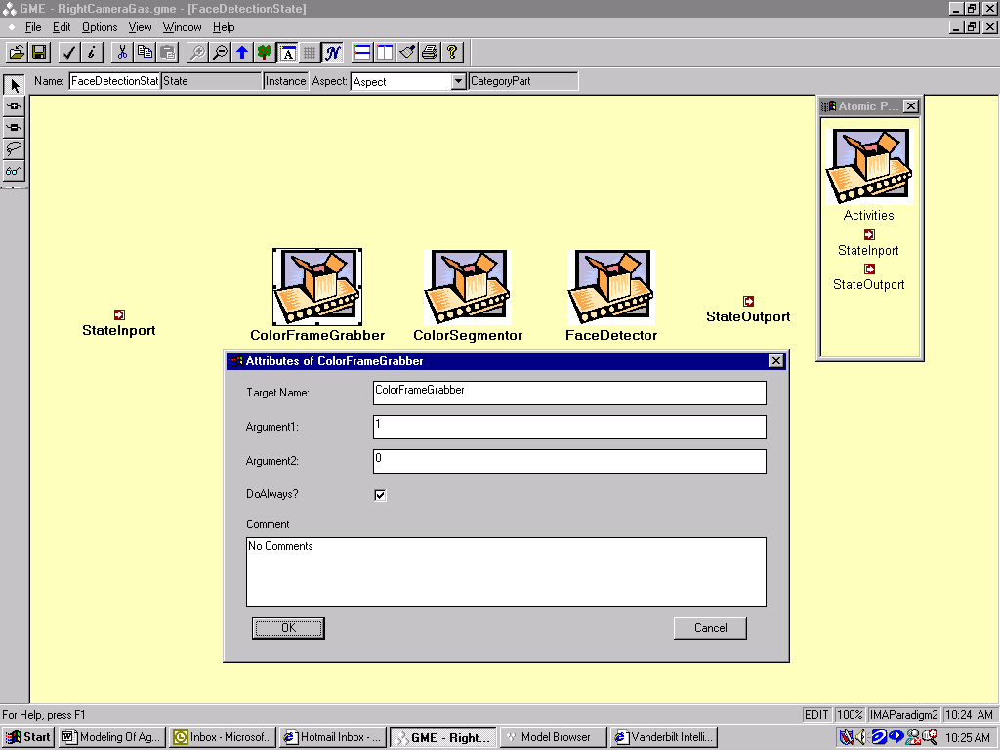 GME - RightCameraGas.gme - [FaceDetectionState]
File Edit Options View Window Help
Name: FaceDetectionStat State Instance Aspect: Aspect CategoryPart
Atomic P...
Activities
StateInport
StateOutport
StateInport
ColorFrameGrabber
ColorSegmentor
FaceDetector
StateOutport
Attributes of ColorFrameGrabber
Target Name: ColorFrameGrabber
Argument1: 1
Argument2: 0
DoAlways?
Comment
No Comments
OK Cancel
For Help, press F1 EDIT 100% IMAParadigm2 10:24 AM
Start Modeling Of Ag... Inbox - Microsof... Hotmail Inbox - ... GME - Right... Model Browser Vanderbilt Intelli... 10:25 AM